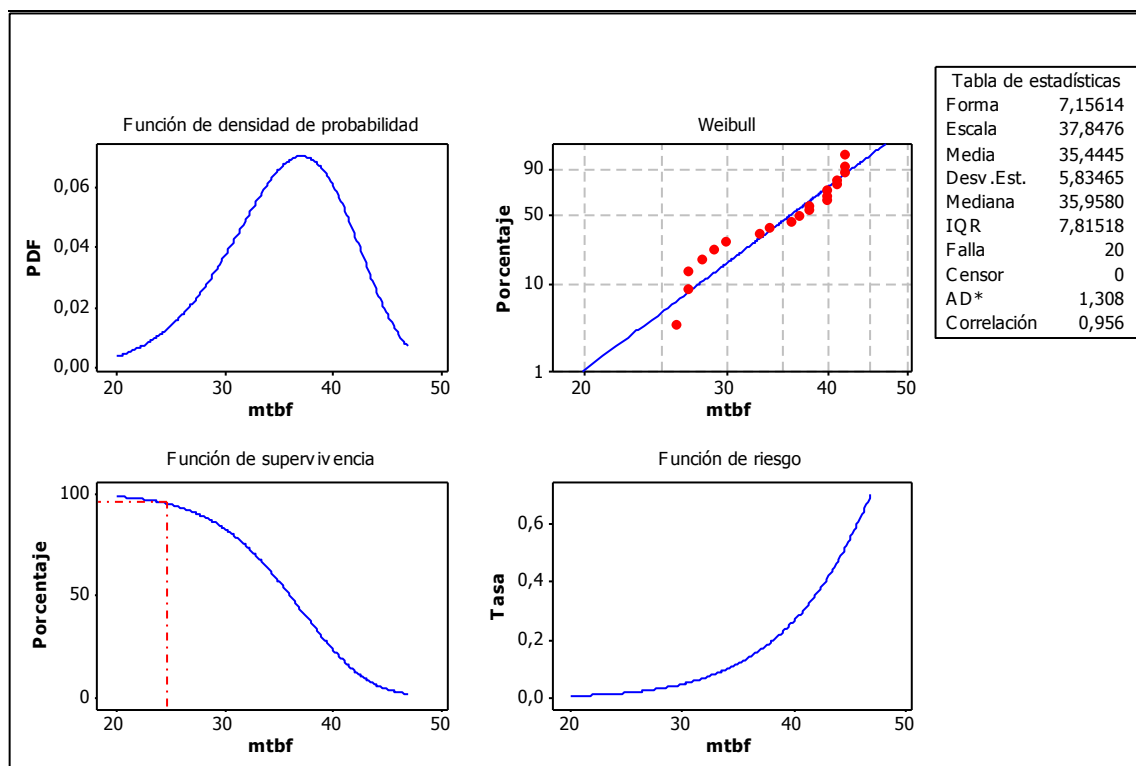 Función de densidad de probabilidad
PDF
0,06
0,04
0,02
0,00
20 30 40 50
mtbf
Weibull
Porcentaje
90
50
10
1
20 30 40 50
mtbf
Tabla de estadísticas
Forma 7,15614
Escala 37,8476
Media 35,4445
Desv.Est. 5,83465
Mediana 35,9580
IQR 7,81518
Falla 20
Censor 0
AD* 1,308
Correlación 0,956
Función de supervivencia
Porcentaje
100
50
0
20 30 40 50
mtbf
Función de riesgo
Tasa
0,6
0,4
0,2
0,0
20 30 40 50
mtbf